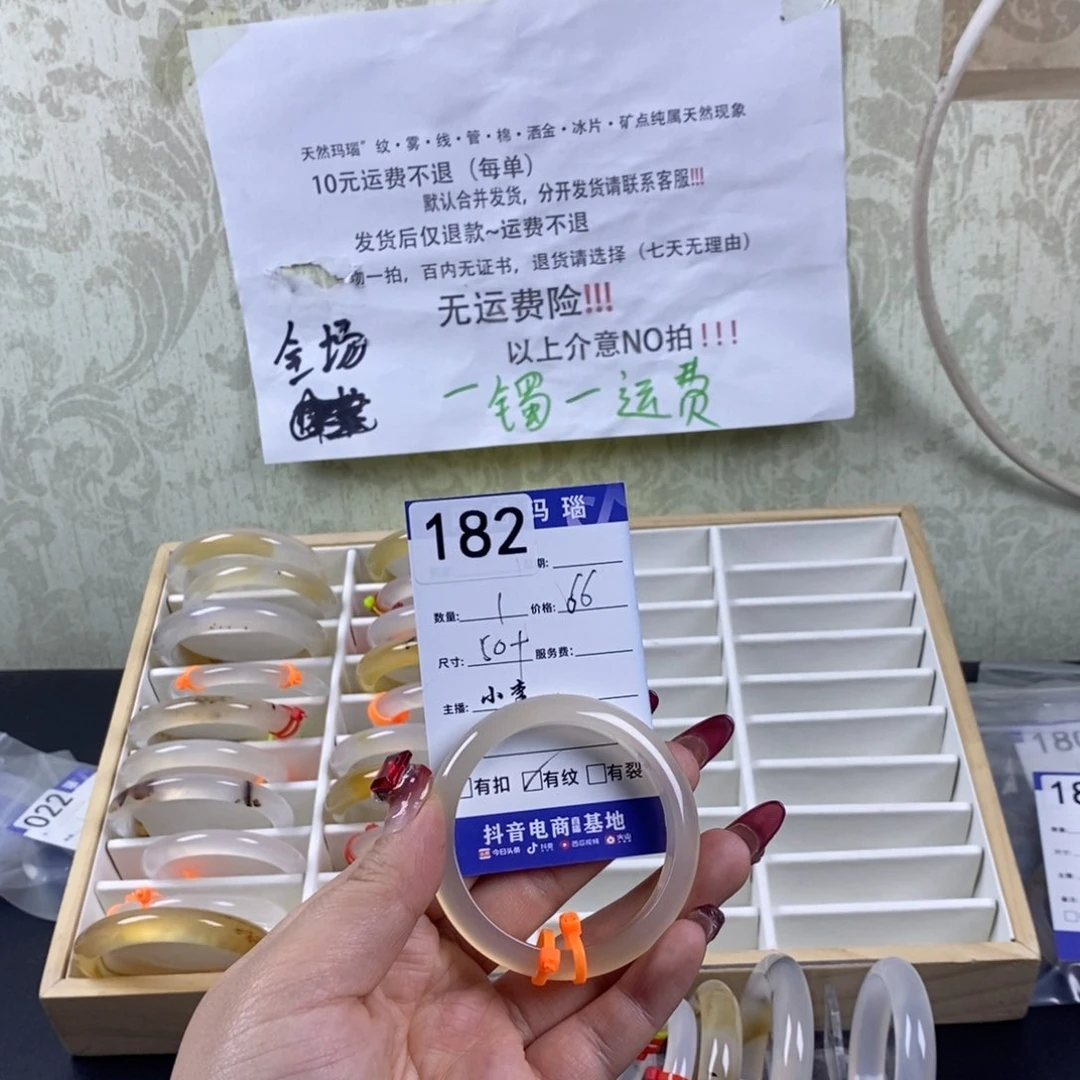 天然玛瑙”纹·雾·线·管·棉·洒金·冰片·矿点纯属天然现象
10元运费不退（每单）
默认合并发货，分开发货请联系客服!!!
发货后仅退款~运费不退
一拍，百内无证书，退货请选择（七天无理由）
无运费险!!!
以上介意NO拍!!!
全场
一镯一运费
玛瑙
182
数量: 1 价格: 66
尺寸: 50+ 服务费:
主播: 小李
有扣 有纹 有裂
抖音电商直播基地
今日头条 抖音 西瓜视频 火山
022
180
18